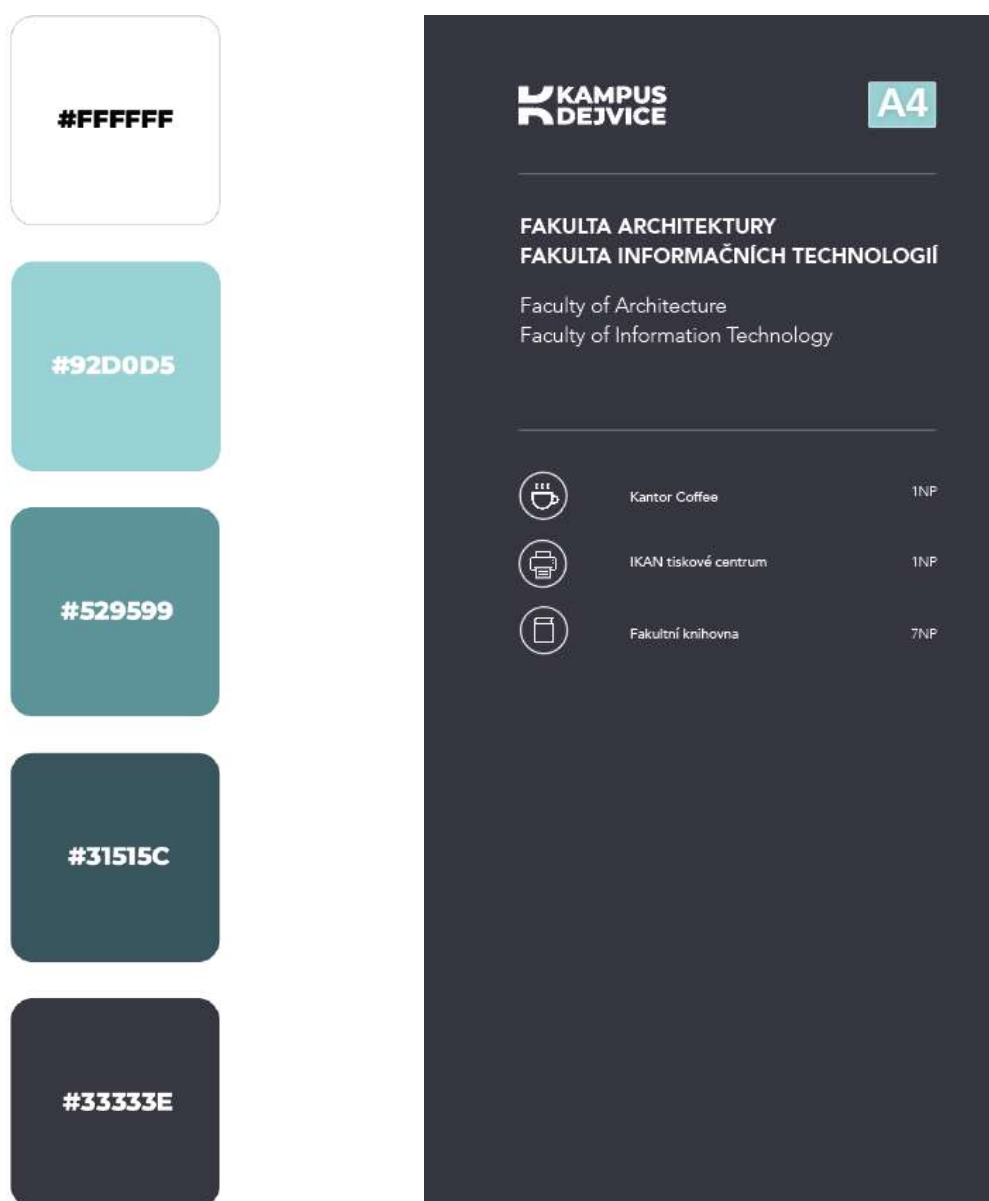 #FFFFFF
#92D0D5
#529599
#31515C
#33333E
KAMPUS
DEJVICE
A4
FAKULTA ARCHITEKTURY
FAKULTA INFORMAČNÍCH TECHNOLOGIÍ
Faculty of Architecture
Faculty of Information Technology
Kantor Coffee 1NP
IKAN tiskové centrum 1NP
Fakultní knihovna 7NP